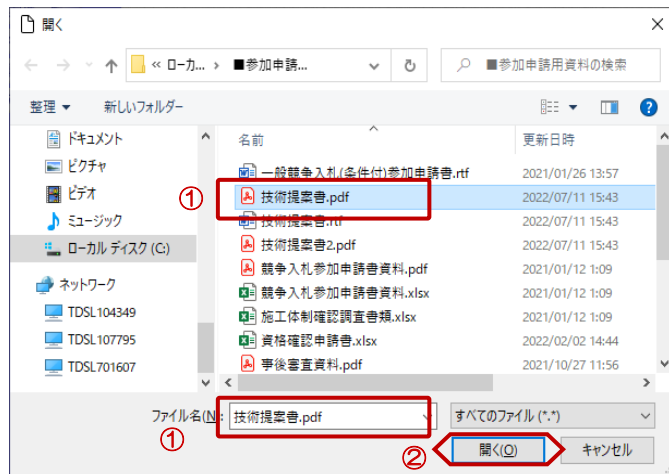 開く
« ローカ... › ■参加申請...
■参加申請用資料の検索
整理 ▼ 新しいフォルダー
ドキュメント
ピクチャ
ビデオ
ミュージック
ローカル ディスク (C:)
ネットワーク
TDSL104349
TDSL107795
TDSL701607
名前 更新日時
一般競争入札(条件付)参加申請書.rtf 2021/01/26 13:57
① 技術提案書.pdf 2022/07/11 15:43
技術提案書.rtf 2022/07/11 15:43
技術提案書2.pdf 2022/07/11 15:43
競争入札参加申請書資料.pdf 2021/01/12 1:09
競争入札参加申請書資料.xlsx 2021/01/12 1:09
施工体制確認調査書類.xlsx 2021/01/12 1:09
資格確認申請書.xlsx 2022/02/02 14:44
事後審査資料.pdf 2021/10/27 11:56
ファイル名(N): 技術提案書.pdf すべてのファイル (*.*)
①
② 開く(O) キャンセル